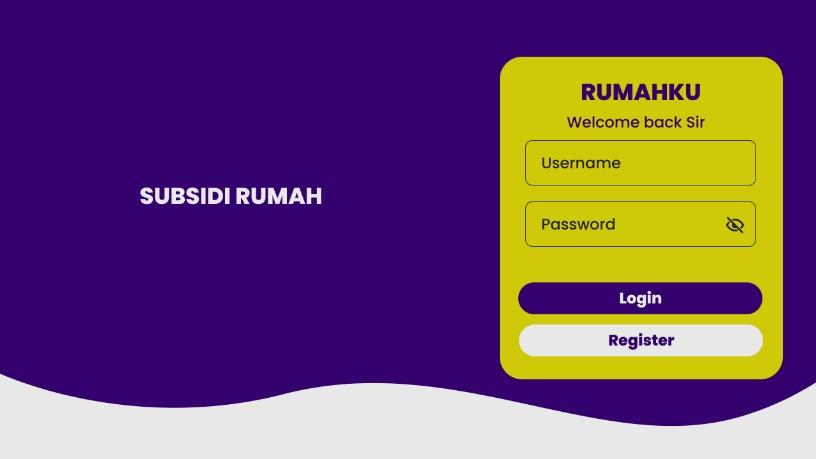 SUBSIDI RUMAH
RUMAHKU
Welcome back Sir
Username
Password
Login
Register